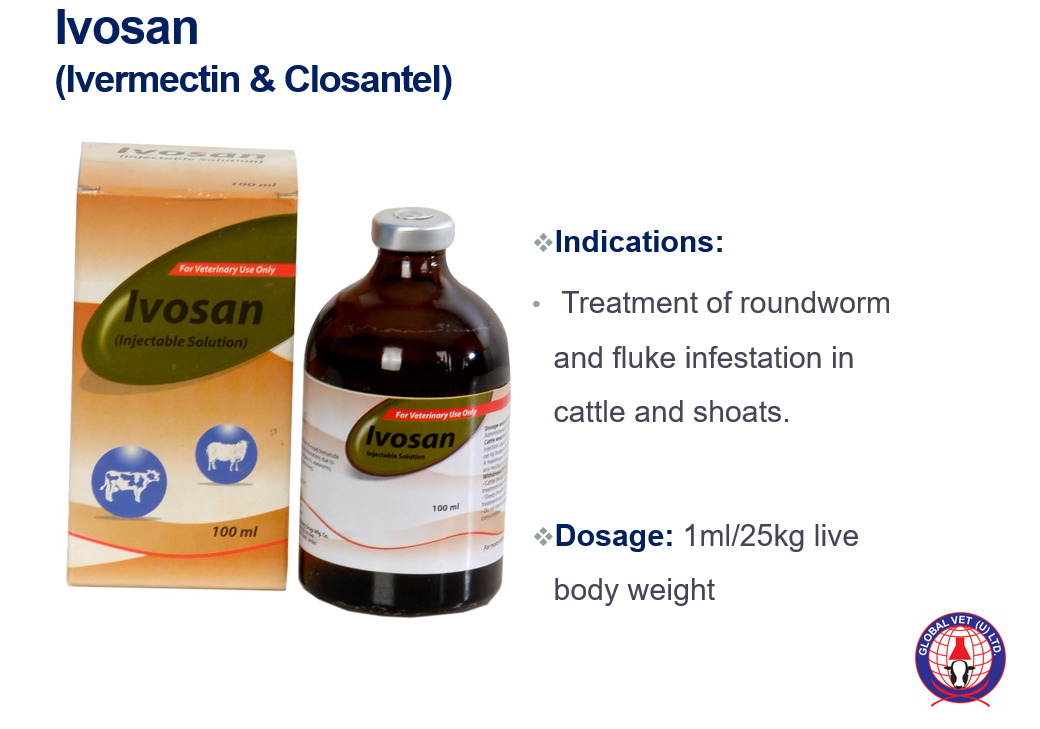 Ivosan
(Ivermectin & Closantel)
Ivosan
(Injectable Solution)
100 ml
For Veterinary Use Only
Ivosan
(Injectable Solution)
100 ml
For Veterinary Use Only
Ivosan
Injectable Solution
100 ml
❖Indications:
• Treatment of roundworm
and fluke infestation in
cattle and shoats.
❖Dosage: 1ml/25kg live
body weight
GLOBAL VET (U) LTD.